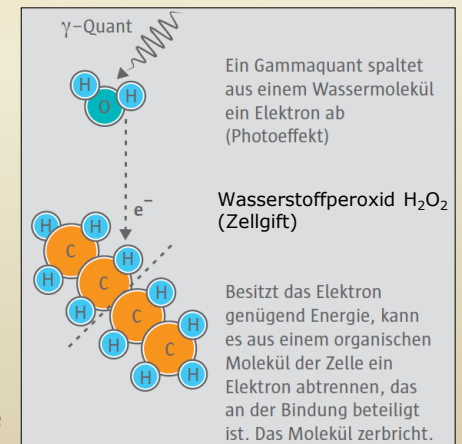 γ-Quant
H
H
O
Ein Gammaquant spaltet
aus einem Wassermolekül
ein Elektron ab
(Photoeffekt)
e⁻
Wasserstoffperoxid H₂O₂
(Zellgift)
H
C
H
H
C
H
H
C
H
H
C
H
H
Besitzt das Elektron
genügend Energie, kann
es aus einem organischen
Molekül der Zelle ein
Elektron abtrennen, das
an der Bindung beteiligt
ist. Das Molekül zerbricht.